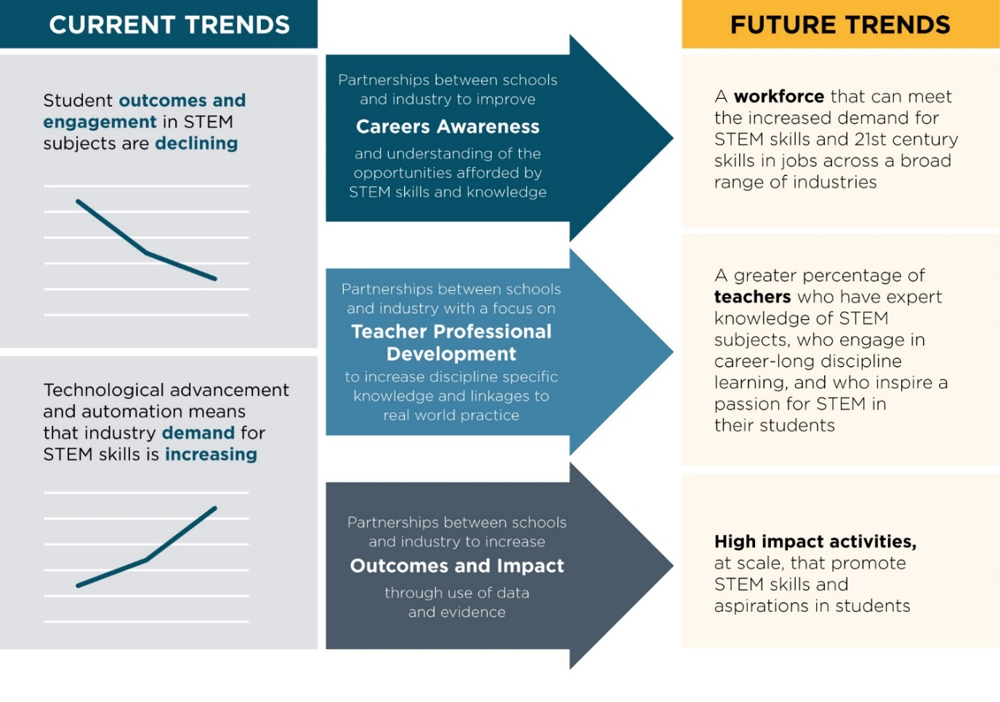 CURRENT TRENDS
Student outcomes and
engagement in STEM
subjects are declining
Technological advancement
and automation means
that industry demand for
STEM skills is increasing
Partnerships between schools
and industry to improve
Careers Awareness
and understanding of the
opportunities afforded by
STEM skills and knowledge
Partnerships between schools
and industry with a focus on
Teacher Professional
Development
to increase discipline specific
knowledge and linkages to
real world practice
Partnerships between schools
and industry to increase
Outcomes and Impact
through use of data
and evidence
FUTURE TRENDS
A workforce that can meet
the increased demand for
STEM skills and 21st century
skills in jobs across a broad
range of industries
A greater percentage of
teachers who have expert
knowledge of STEM
subjects, who engage in
career-long discipline
learning, and who inspire a
passion for STEM in
their students
High impact activities,
at scale, that promote
STEM skills and
aspirations in students